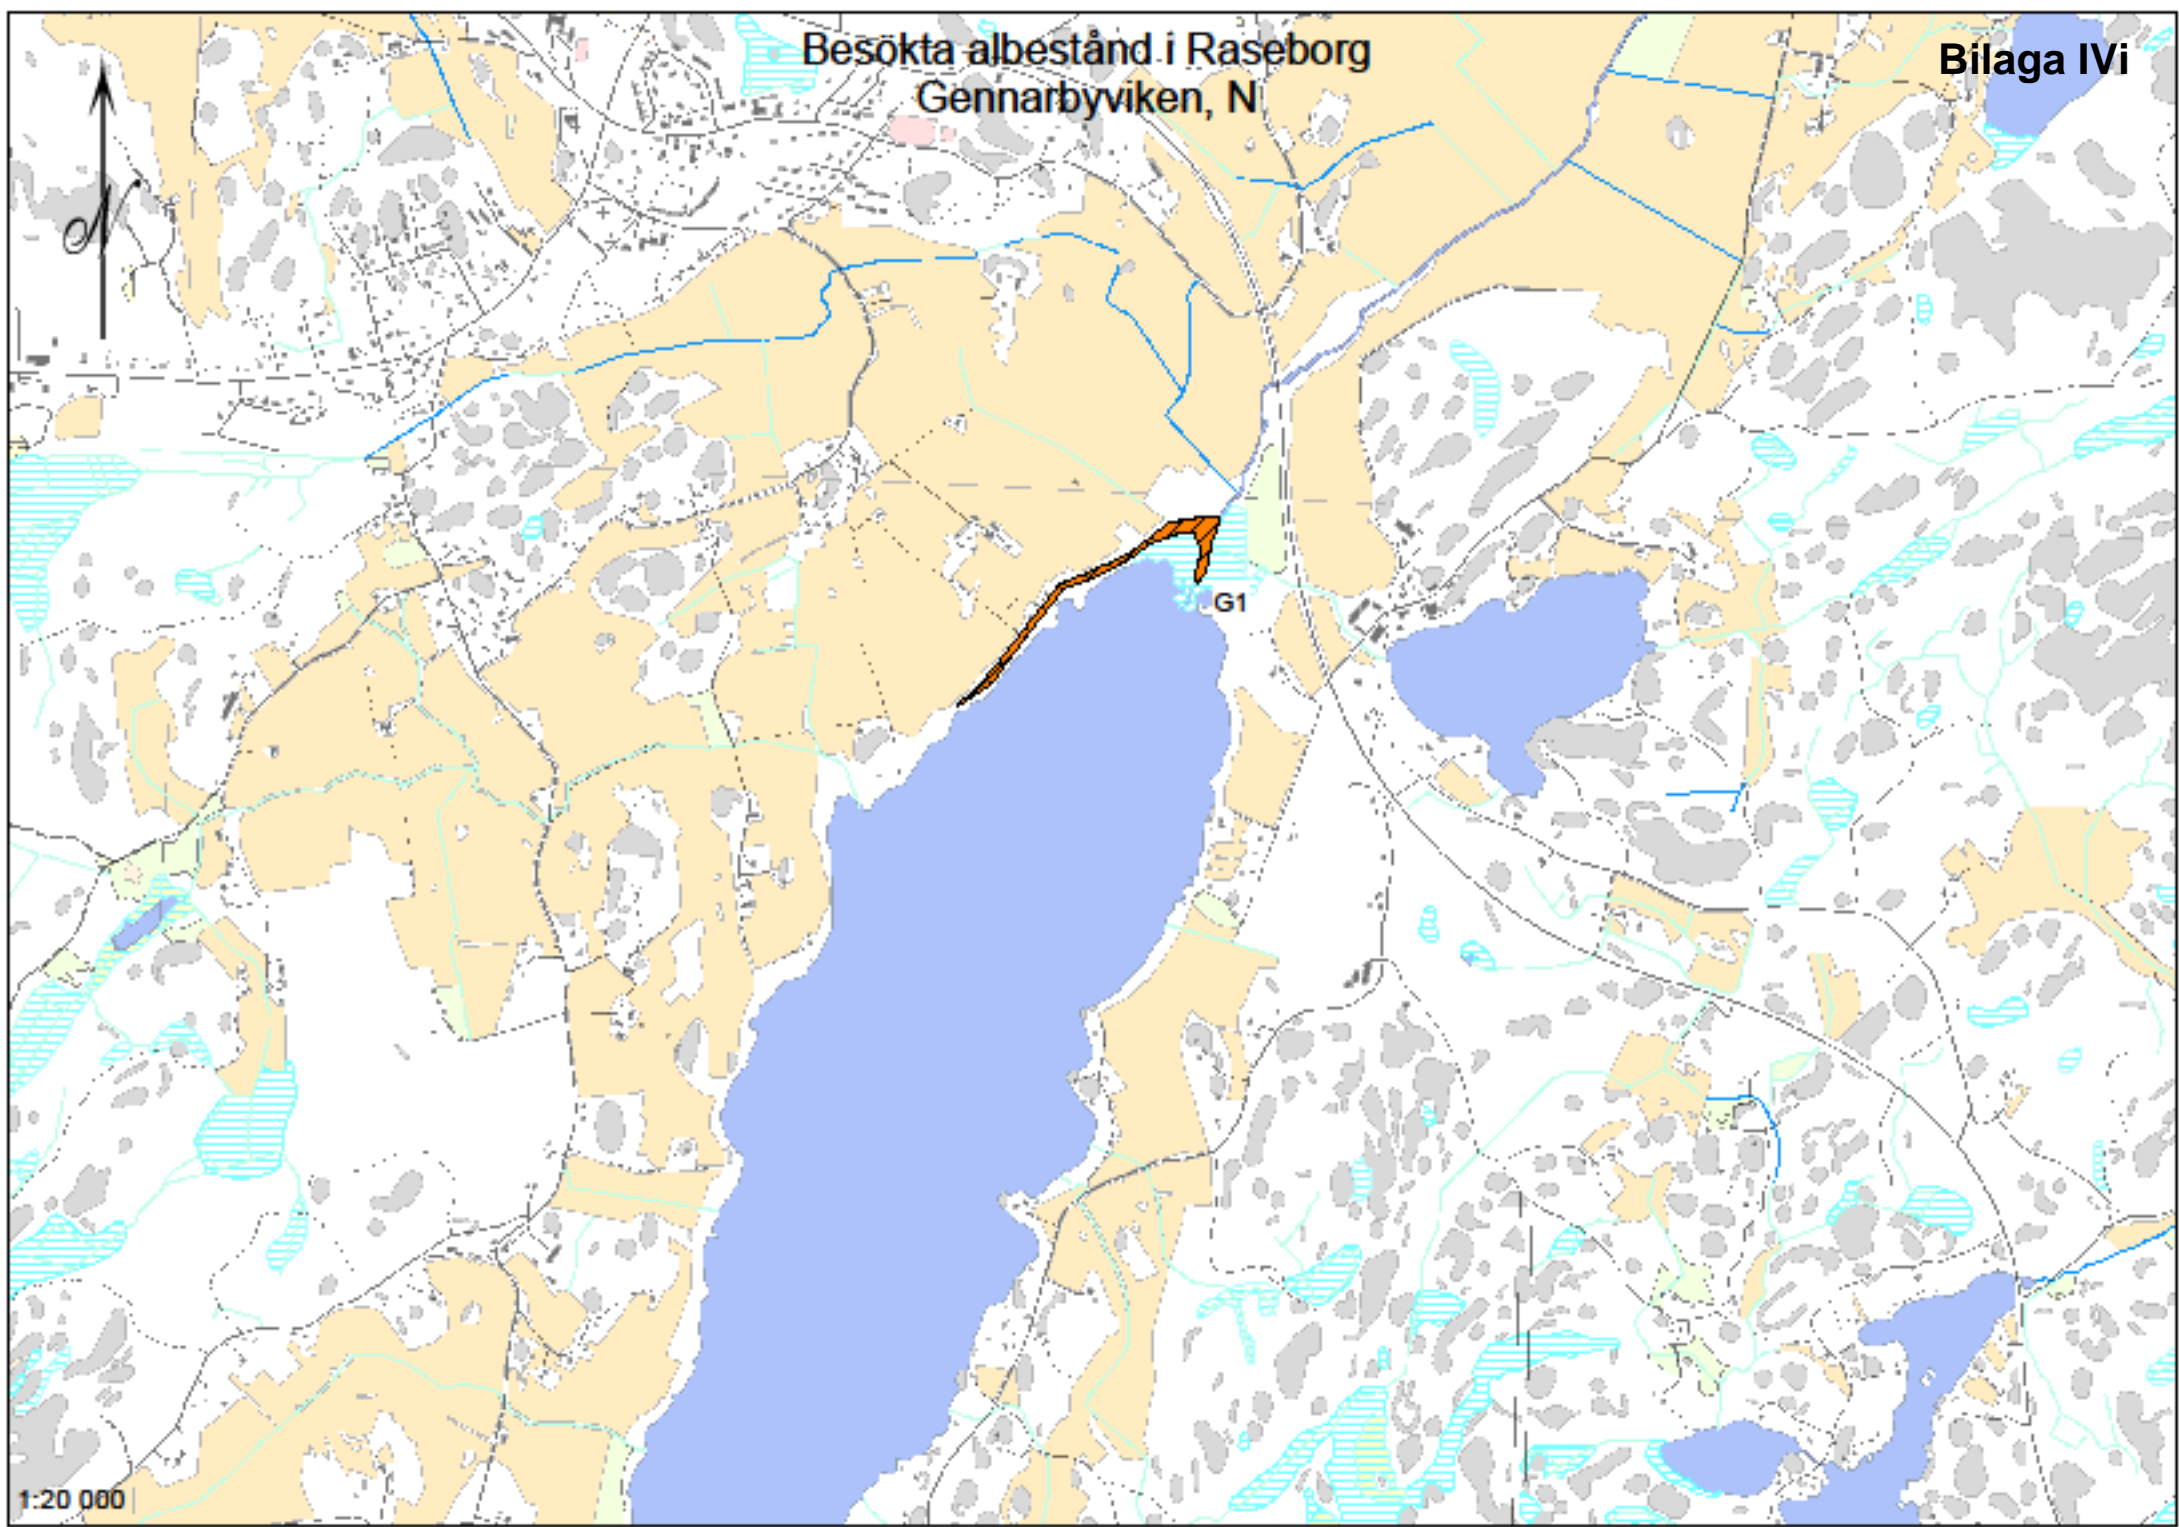 Besökta albestånd i Raseborg
Gennarbyviken, N
Bilaga IVi
N
G1
1:20 000